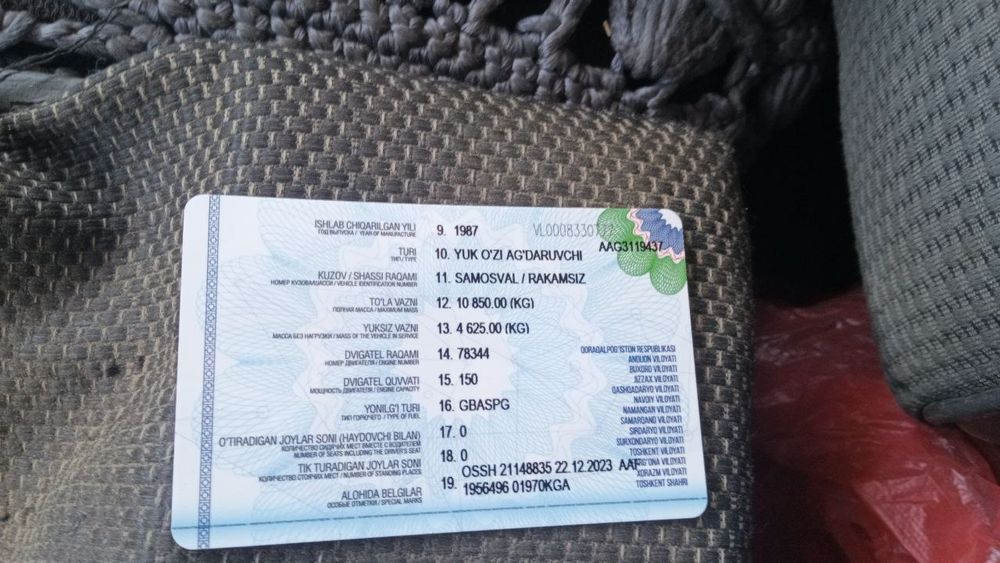 ISHLAB CHIQARILGAN YILI 9. 1987 VL0008330
ГОД ВЫПУСКА / YEAR OF MANUFACTURE
AAG3119437
TURI 10. YUK O'ZI AG'DARUVCHI
ТИП / TYPE
KUZOV / SHASSI RAQAMI 11. SAMOSVAL / RAKAMSIZ
НОМЕР КУЗОВА/ШАССИ / VEHICLE IDENTIFICATION NUMBER
TO'LA VAZNI 12. 10 850.00 (KG)
ПОЛНАЯ МАССА / MAXIMUM MASS
YUKSIZ VAZNI 13. 4 625.00 (KG)
МАССА БЕЗ НАГРУЗКИ / MASS OF THE VEHICLE IN SERVICE
DVIGATEL RAQAMI 14. 78344
НОМЕР ДВИГАТЕЛЯ / ENGINE NUMBER
DVIGATEL QUVVATI 15. 150
МОЩНОСТЬ ДВИГАТЕЛЯ / ENGINE CAPACITY
YONILG'I TURI 16. GBASPG
ТИП ГОРЮЧЕГО / TYPE OF FUEL
O'TIRADIGAN JOYLAR SONI (HAYDOVCHI BILAN) 17. 0
КОЛИЧЕСТВО СИДЯЧИХ МЕСТ ВМЕСТЕ С ВОДИТЕЛЕМ
NUMBER OF SEATS INCLUDING THE DRIVER'S SEAT
TIK TURADIGAN JOYLAR SONI 18. 0
КОЛИЧЕСТВО СТОЯЧИХ МЕСТ / NUMBER OF STANDING PLACES
ALOHIDA BELGILAR 19. OSSH 21148835 22.12.2023 AAF
1956496 01970KGA
ОСОБЫЕ ОТМЕТКИ / SPECIAL MARKS
QORAQALPOG'ISTON RESPUBLIKASI
ANDIJON VILOYATI
BUXORO VILOYATI
JIZZAX VILOYATI
QASHQADARYO VILOYATI
NAVOIY VILOYATI
NAMANGAN VILOYATI
SAMARQAND VILOYATI
SIRDARYO VILOYATI
SURXONDARYO VILOYATI
TOSHKENT VILOYATI
VILOYATI
XORAZM VILOYATI
TOSHKENT SHAHRI